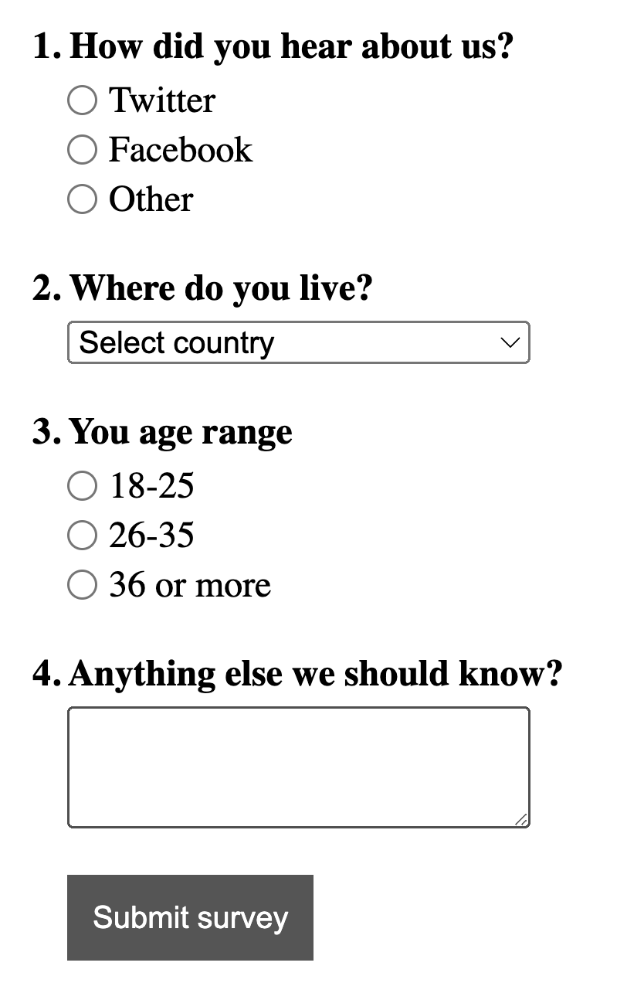 1. How did you hear about us?
Twitter
Facebook
Other
2. Where do you live?
Select country
3. You age range
18-25
26-35
36 or more
4. Anything else we should know?
Submit survey